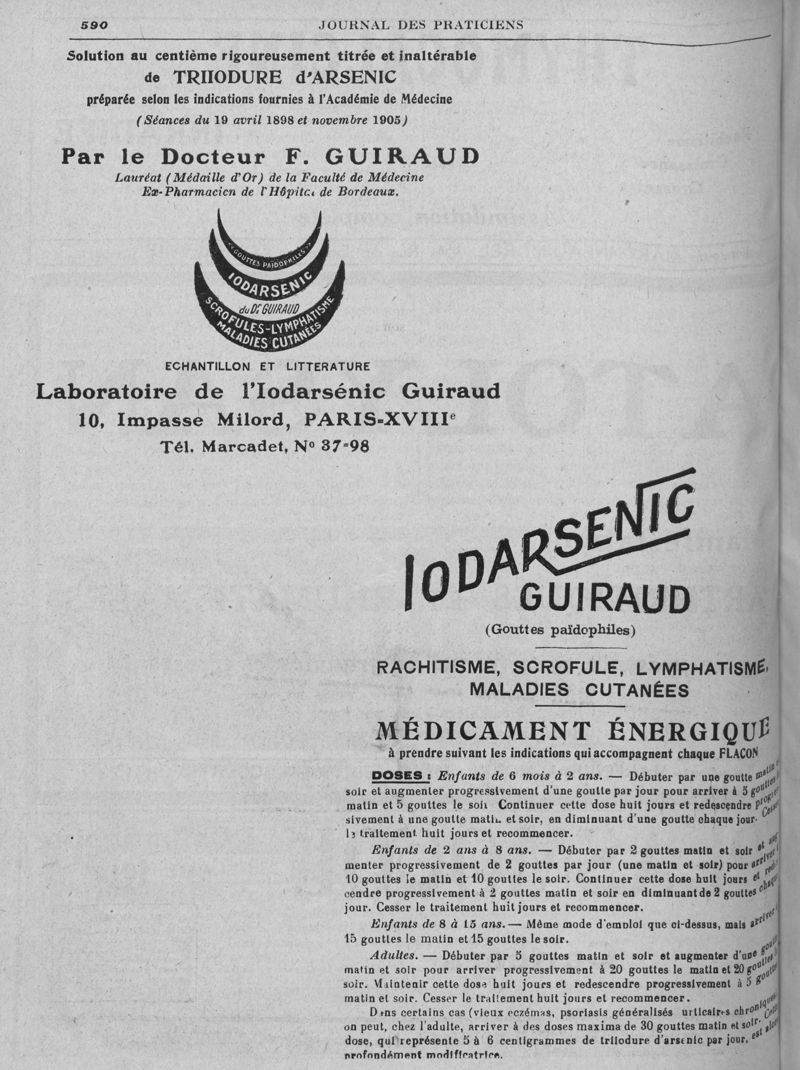 590
JOURNAL DES PRATICIENS
Solution au centième rigoureusement titrée et inaltérable
de TRIIODURE d'ARSENIC
préparée selon les indications fournies à l'Académie de Médecine
(Séances du 19 avril 1898 et novembre 1905)
Par le Docteur F. GUIRAUD
Lauréat (Médaille d'Or) de la Faculté de Médecine
Ex-Pharmacien de l'Hôpital de Bordeaux.
GOUTTES PAÏDOPHILES
IODARSENIC
du Dr GUIRAUD
SCROFULES-LYMPHATISME
MALADIES CUTANÉES
ECHANTILLON ET LITTERATURE
Laboratoire de l'Iodarsénic Guiraud
10, Impasse Milord, PARIS-XVIIIe
Tél. Marcadet, No 37-98
IODARSENIC
GUIRAUD
(Gouttes païdophiles)
RACHITISME, SCROFULE, LYMPHATISME,
MALADIES CUTANÉES
MÉDICAMENT ÉNERGIQUE
à prendre suivant les indications qui accompagnent chaque FLACON
DOSES : Enfants de 6 mois à 2 ans. — Débuter par une goutte matin
soir et augmenter progressivement d'une goutte par jour pour arriver à 5 gouttes
matin et 5 gouttes le soir Continuer cette dose huit jours et redescendre progres
sivement à une goutte matin et soir, en diminuant d'une goutte chaque jour. Cesser
le traitement huit jours et recommencer.
Enfants de 2 ans à 8 ans. — Débuter par 2 gouttes matin et soir et
menter progressivement de 2 gouttes par jour (une matin et soir) pour arriver
10 gouttes le matin et 10 gouttes le soir. Continuer cette dose huit jours et
cendre progressivement à 2 gouttes matin et soir en diminuant de 2 gouttes
jour. Cesser le traitement huit jours et recommencer.
Enfants de 8 à 15 ans. — Même mode d'emploi que ci-dessus, mais arriver
15 gouttes le matin et 15 gouttes le soir.
Adultes. — Débuter par 5 gouttes matin et soir et augmenter d'une goutte
matin et soir pour arriver progressivement à 20 gouttes le matin et 20 gouttes
soir. Maintenir cette dose huit jours et redescendre progressivement à 5 gouttes
matin et soir. Cesser le traitement huit jours et recommencer.
Dans certains cas (vieux eczémas, psoriasis généralisés urticaires chroniques
on peut, chez l'adulte, arriver à des doses maxima de 30 gouttes matin et soir.
dose, qui représente 5 à 6 centigrammes de triiodure d'arsenic par jour, est
profondément modificatrice.